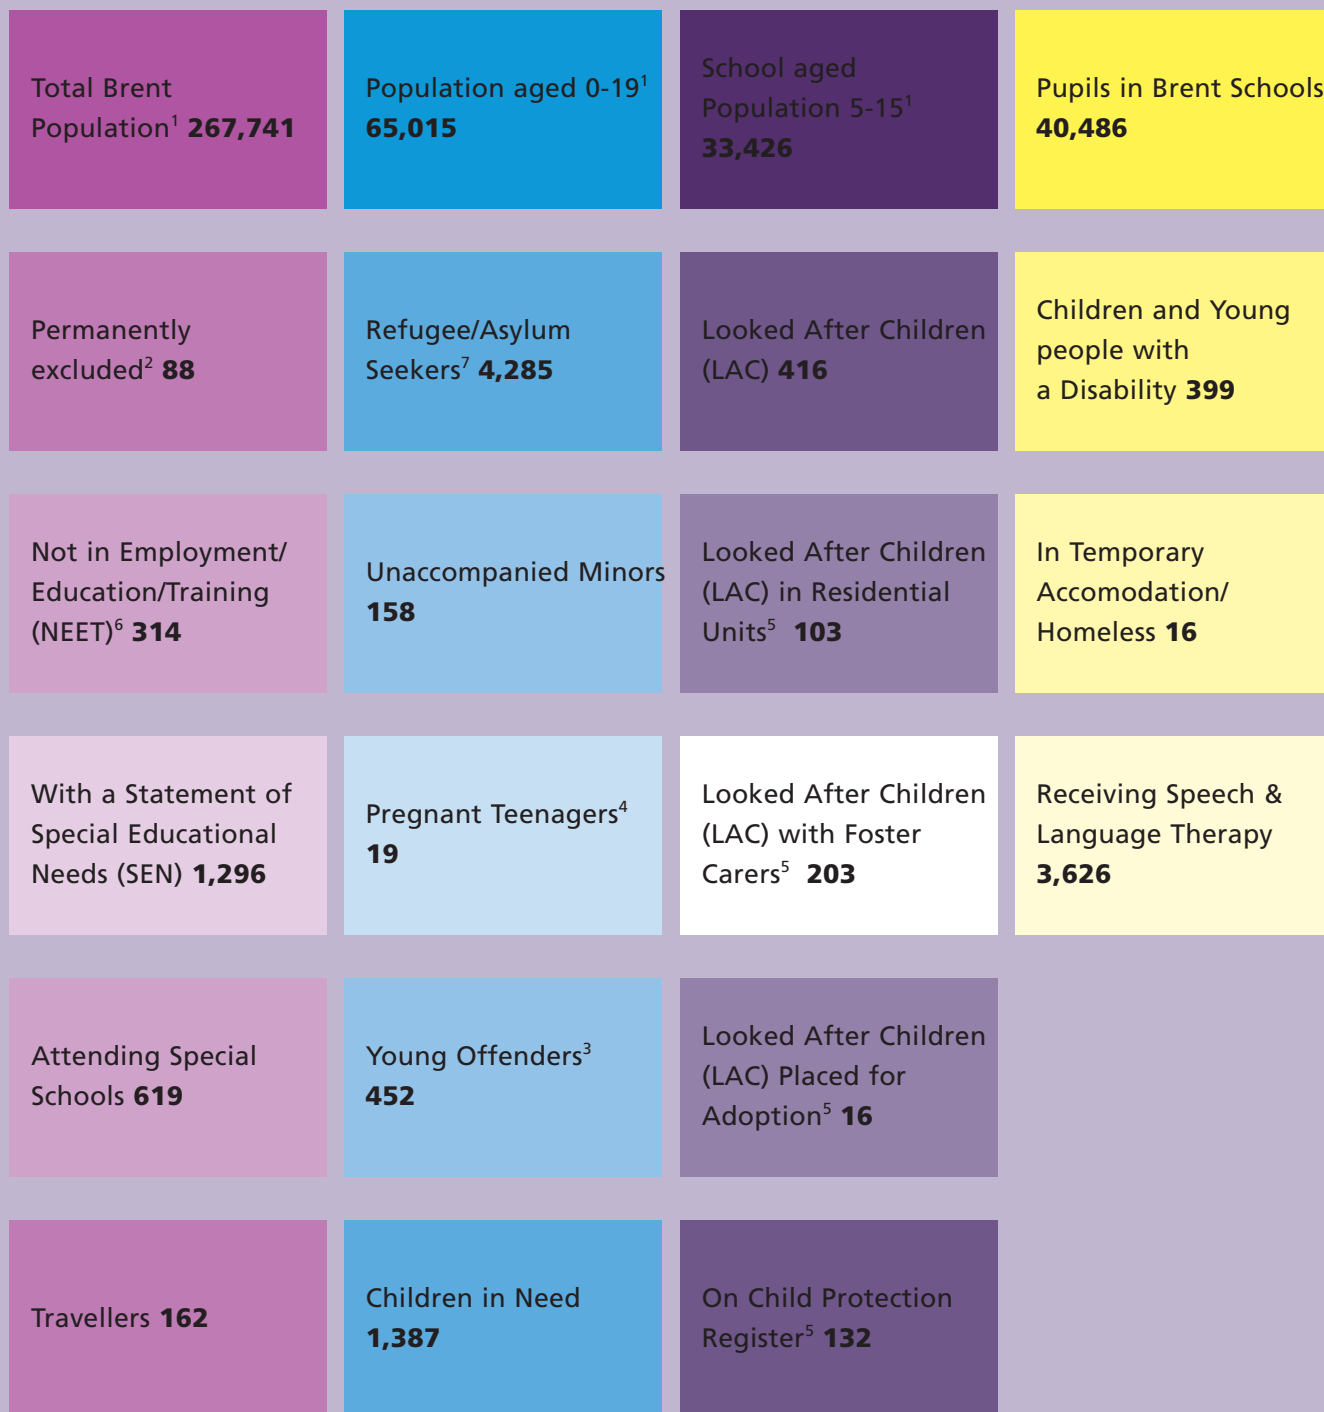 Total Brent
Population¹ 267,741
Population aged 0-19¹
65,015
School aged
Population 5-15¹
33,426
Pupils in Brent Schools
40,486
Permanently
excluded² 88
Refugee/Asylum
Seekers⁷ 4,285
Looked After Children
(LAC) 416
Children and Young
people with
a Disability 399
Not in Employment/
Education/Training
(NEET)⁶ 314
Unaccompanied Minors
158
Looked After Children
(LAC) in Residential
Units⁵ 103
In Temporary
Accomodation/
Homeless 16
With a Statement of
Special Educational
Needs (SEN) 1,296
Pregnant Teenagers⁴
19
Looked After Children
(LAC) with Foster
Carers⁵ 203
Receiving Speech &
Language Therapy
3,626
Attending Special
Schools 619
Young Offenders³
452
Looked After Children
(LAC) Placed for
Adoption⁵ 16
Travellers 162
Children in Need
1,387
On Child Protection
Register⁵ 132